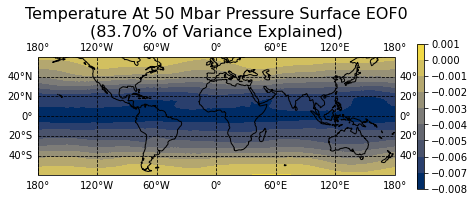 Temperature At 50 Mbar Pressure Surface EOF0
(83.70% of Variance Explained)
180° 120°W 60°W 0° 60°E 120°E 180°
40°N 40°N
20°N 20°N
0° 0°
20°S 20°S
40°S 40°S
180° 120°W 60°W 0° 60°E 120°E 180°
0.001
0.000
−0.001
−0.002
−0.003
−0.004
−0.005
−0.006
−0.007
−0.008